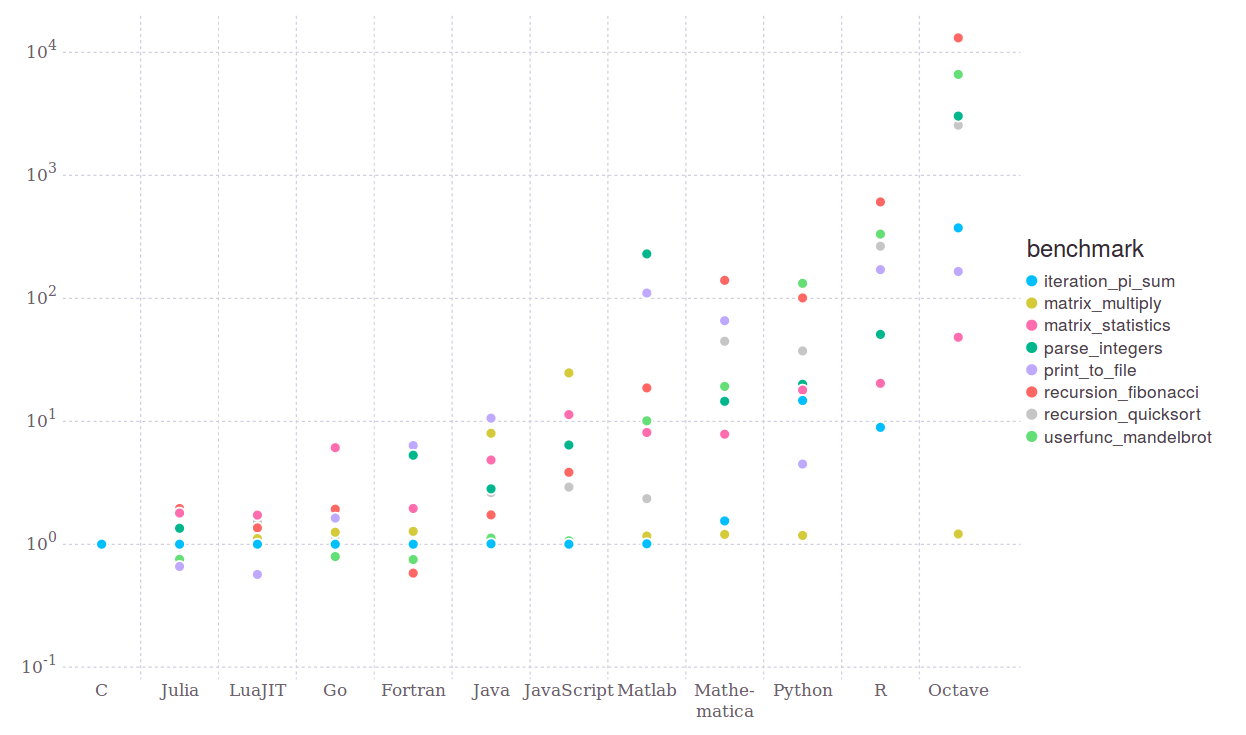 10^4
10^3
10^2
10^1
10^0
10^-1
C Julia LuaJIT Go Fortran Java JavaScript Matlab Mathe- Python R Octave
matica
benchmark
iteration_pi_sum
matrix_multiply
matrix_statistics
parse_integers
print_to_file
recursion_fibonacci
recursion_quicksort
userfunc_mandelbrot